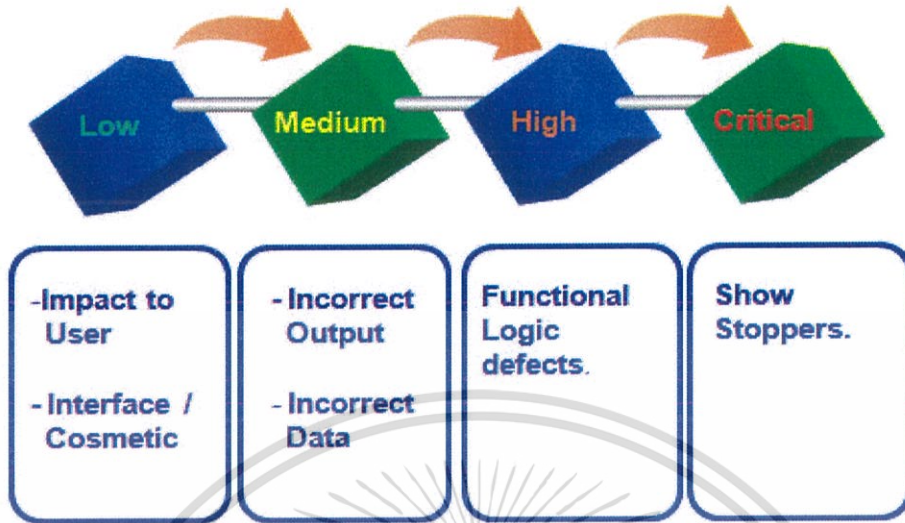 Low
Medium
High
Critical
-Impact to
User
- Interface /
Cosmetic
- Incorrect
Output
- Incorrect
Data
Functional
Logic
defects.
Show
Stoppers.